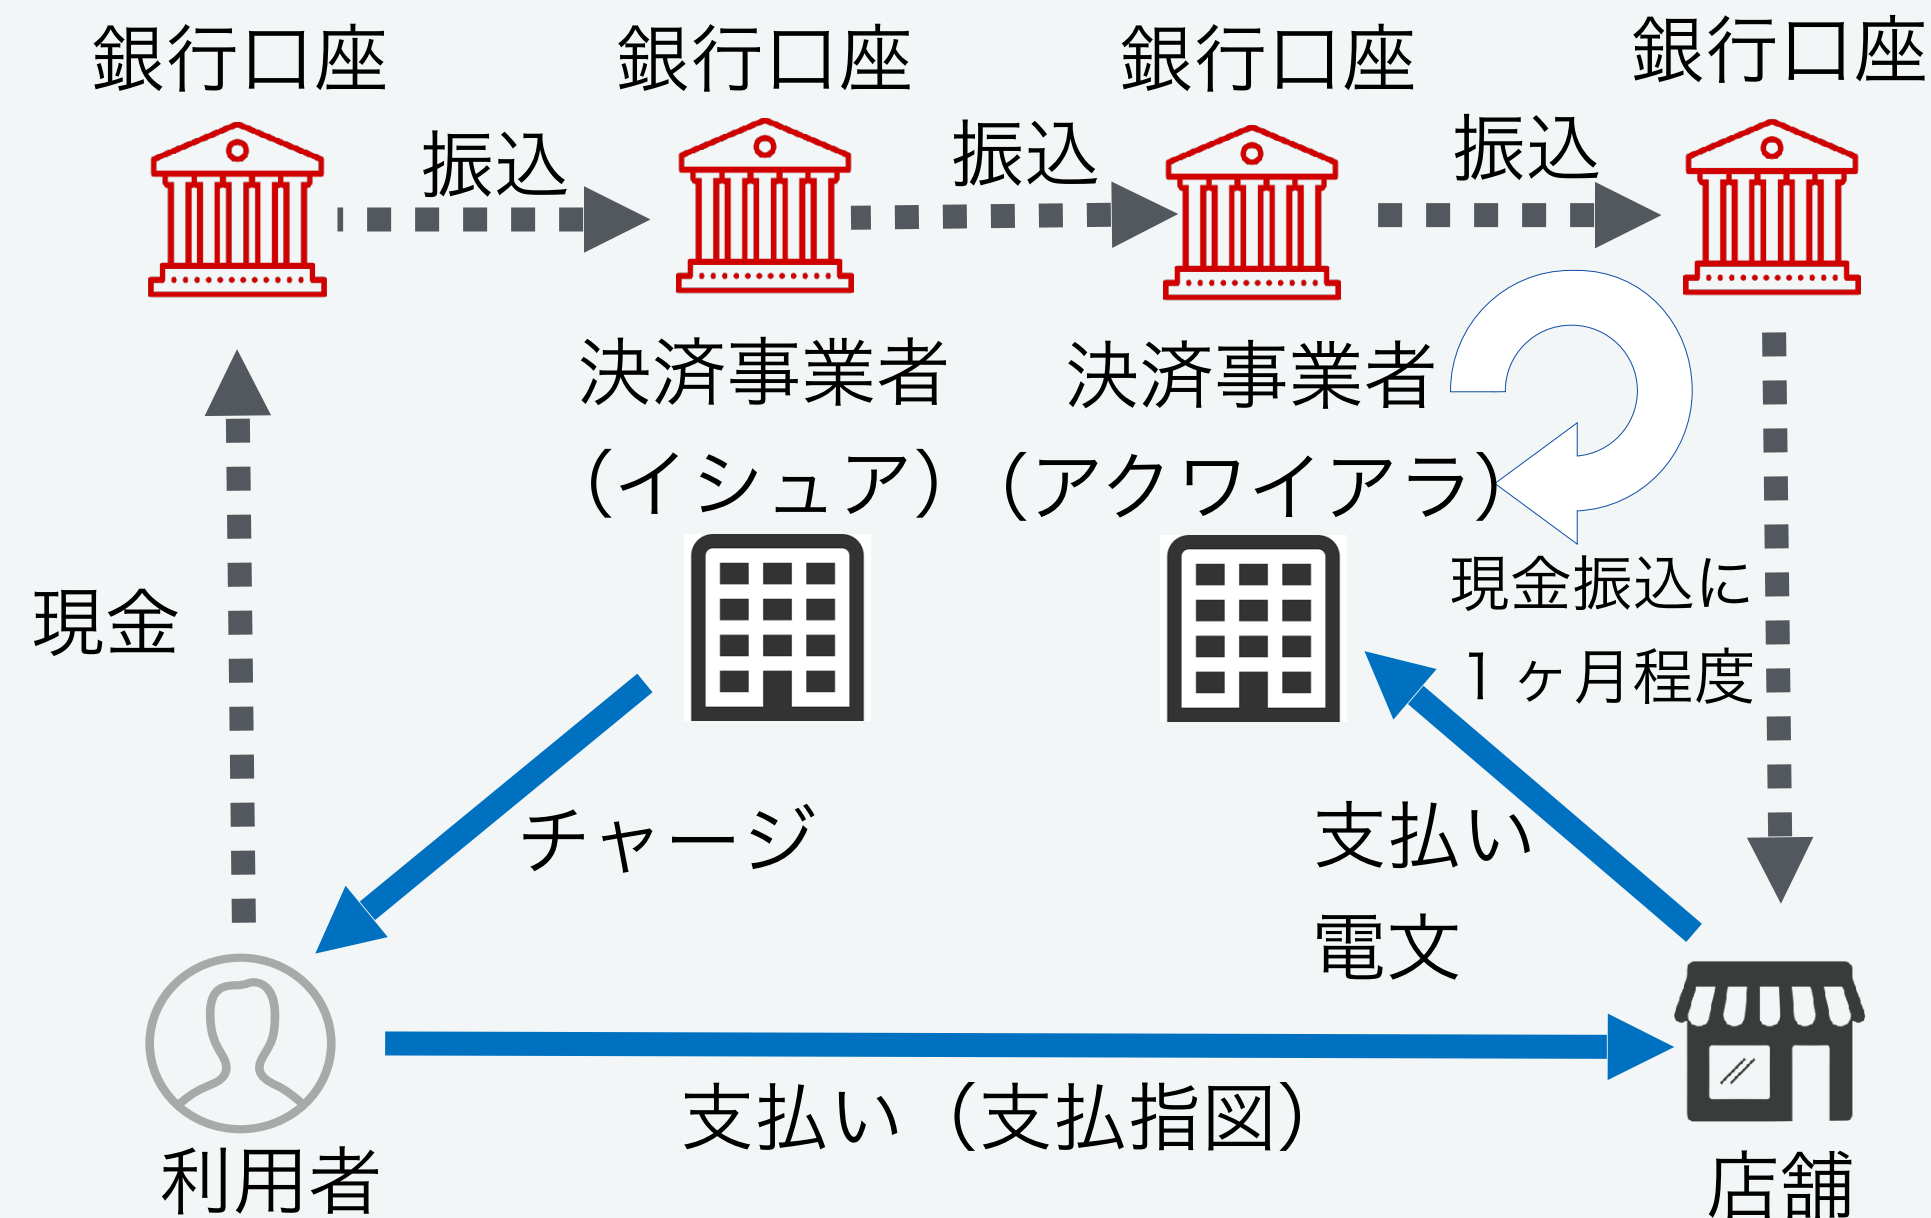 銀行口座
銀行口座
銀行口座
銀行口座
振込
振込
振込
決済事業者
（イシュア）
決済事業者
（アクワイアラ）
現金
現金振込に
１ヶ月程度
チャージ
支払い
電文
支払い（支払指図）
利用者
店舗